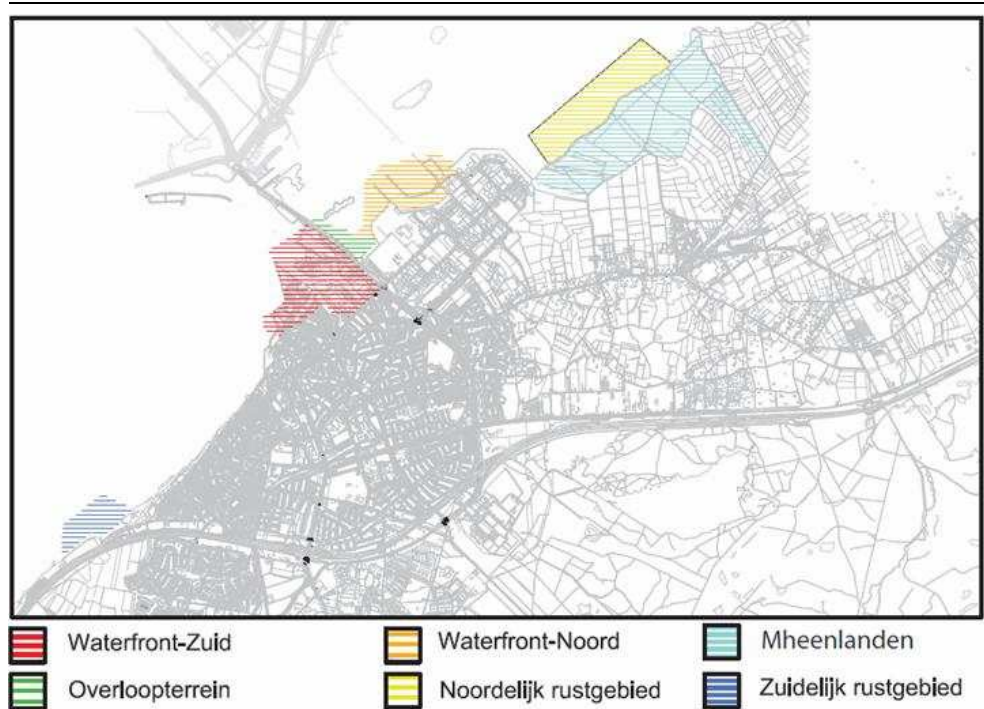 Waterfront-Zuid
Waterfront-Noord
Mheenlanden
Overloopterrein
Noordelijk rustgebied
Zuidelijk rustgebied